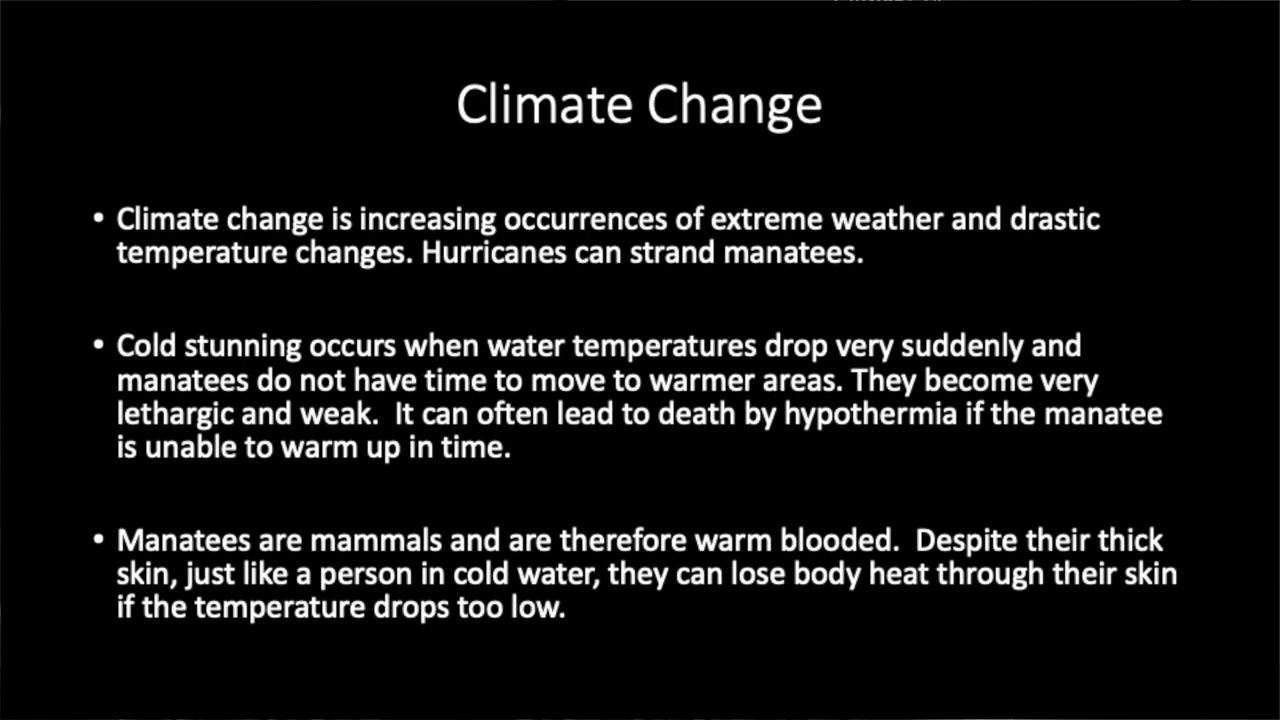 Climate Change
• Climate change is increasing occurrences of extreme weather and drastic
temperature changes. Hurricanes can strand manatees.
• Cold stunning occurs when water temperatures drop very suddenly and
manatees do not have time to move to warmer areas. They become very
lethargic and weak.  It can often lead to death by hypothermia if the manatee
is unable to warm up in time.
• Manatees are mammals and are therefore warm blooded.  Despite their thick
skin, just like a person in cold water, they can lose body heat through their skin
if the temperature drops too low.